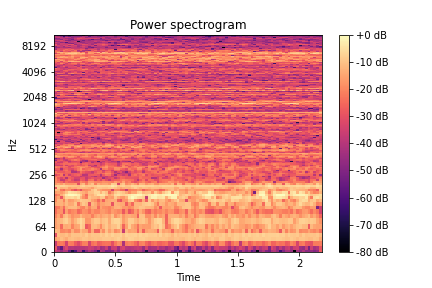 Power spectrogram
Hz
8192
4096
2048
1024
512
256
128
64
0
0
0.5
1
1.5
2
Time
+0 dB
-10 dB
-20 dB
-30 dB
-40 dB
-50 dB
-60 dB
-70 dB
-80 dB